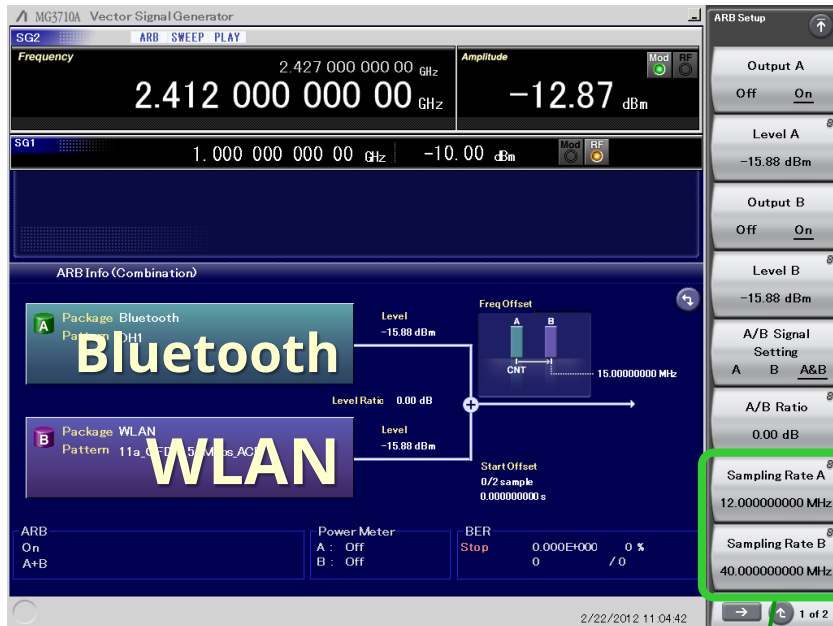 MG3710A Vector Signal Generator
SG2
ARB SWEEP PLAY
Frequency
2.427 000 000 00 GHz
2.412 000 000 00 GHz
Amplitude
Mod RF
-12.87 dBm
SG1
1.000 000 000 00 GHz
-10.00 dBm
Mod RF
ARB Info (Combination)
A
Package Bluetooth
DH1
Bluetooth
Level
-15.88 dBm
Freq Offset
A B
CNT
15.00000000 MHz
Level Ratio 0.00 dB
B
Package WLAN
Pattern
WLAN
Level
-15.88 dBm
Start Offset
0/2 sample
0.000000000 s
ARB
On
A+B
Power Meter
A : Off
B : Off
BER
Stop 0.000E+000 0 %
0 / 0
2/22/2012 11:04:42
ARB Setup
Output A
Off On
Level A
-15.88 dBm
Output B
Off On
Level B
-15.88 dBm
A/B Signal
Setting
A B A&B
A/B Ratio
0.00 dB
Sampling Rate A
12.000000000 MHz
Sampling Rate B
40.000000000 MHz
1 of 2